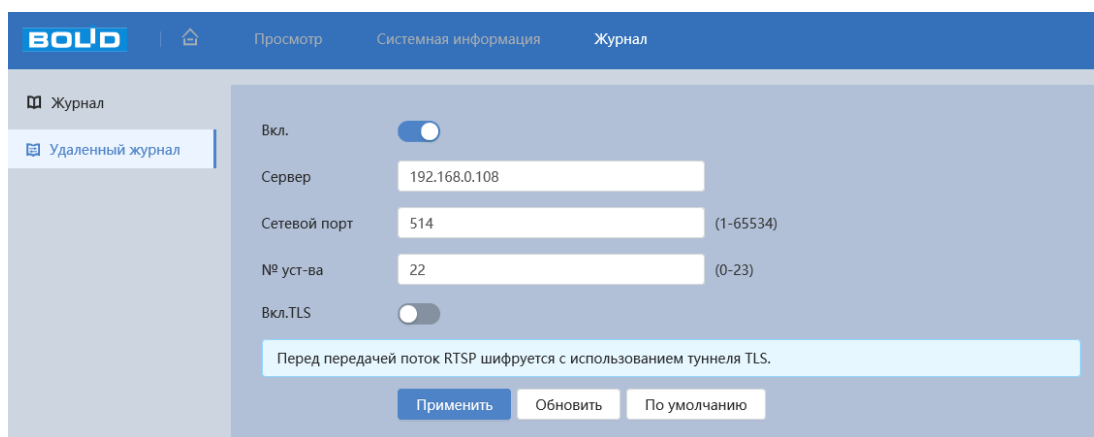 BOLID
Просмотр Системная информация Журнал
Журнал
Удаленный журнал
Вкл.
Сервер 192.168.0.108
Сетевой порт 514 (1-65534)
№ уст-ва 22 (0-23)
Вкл.TLS
Перед передачей поток RTSP шифруется с использованием туннеля TLS.
Применить Обновить По умолчанию